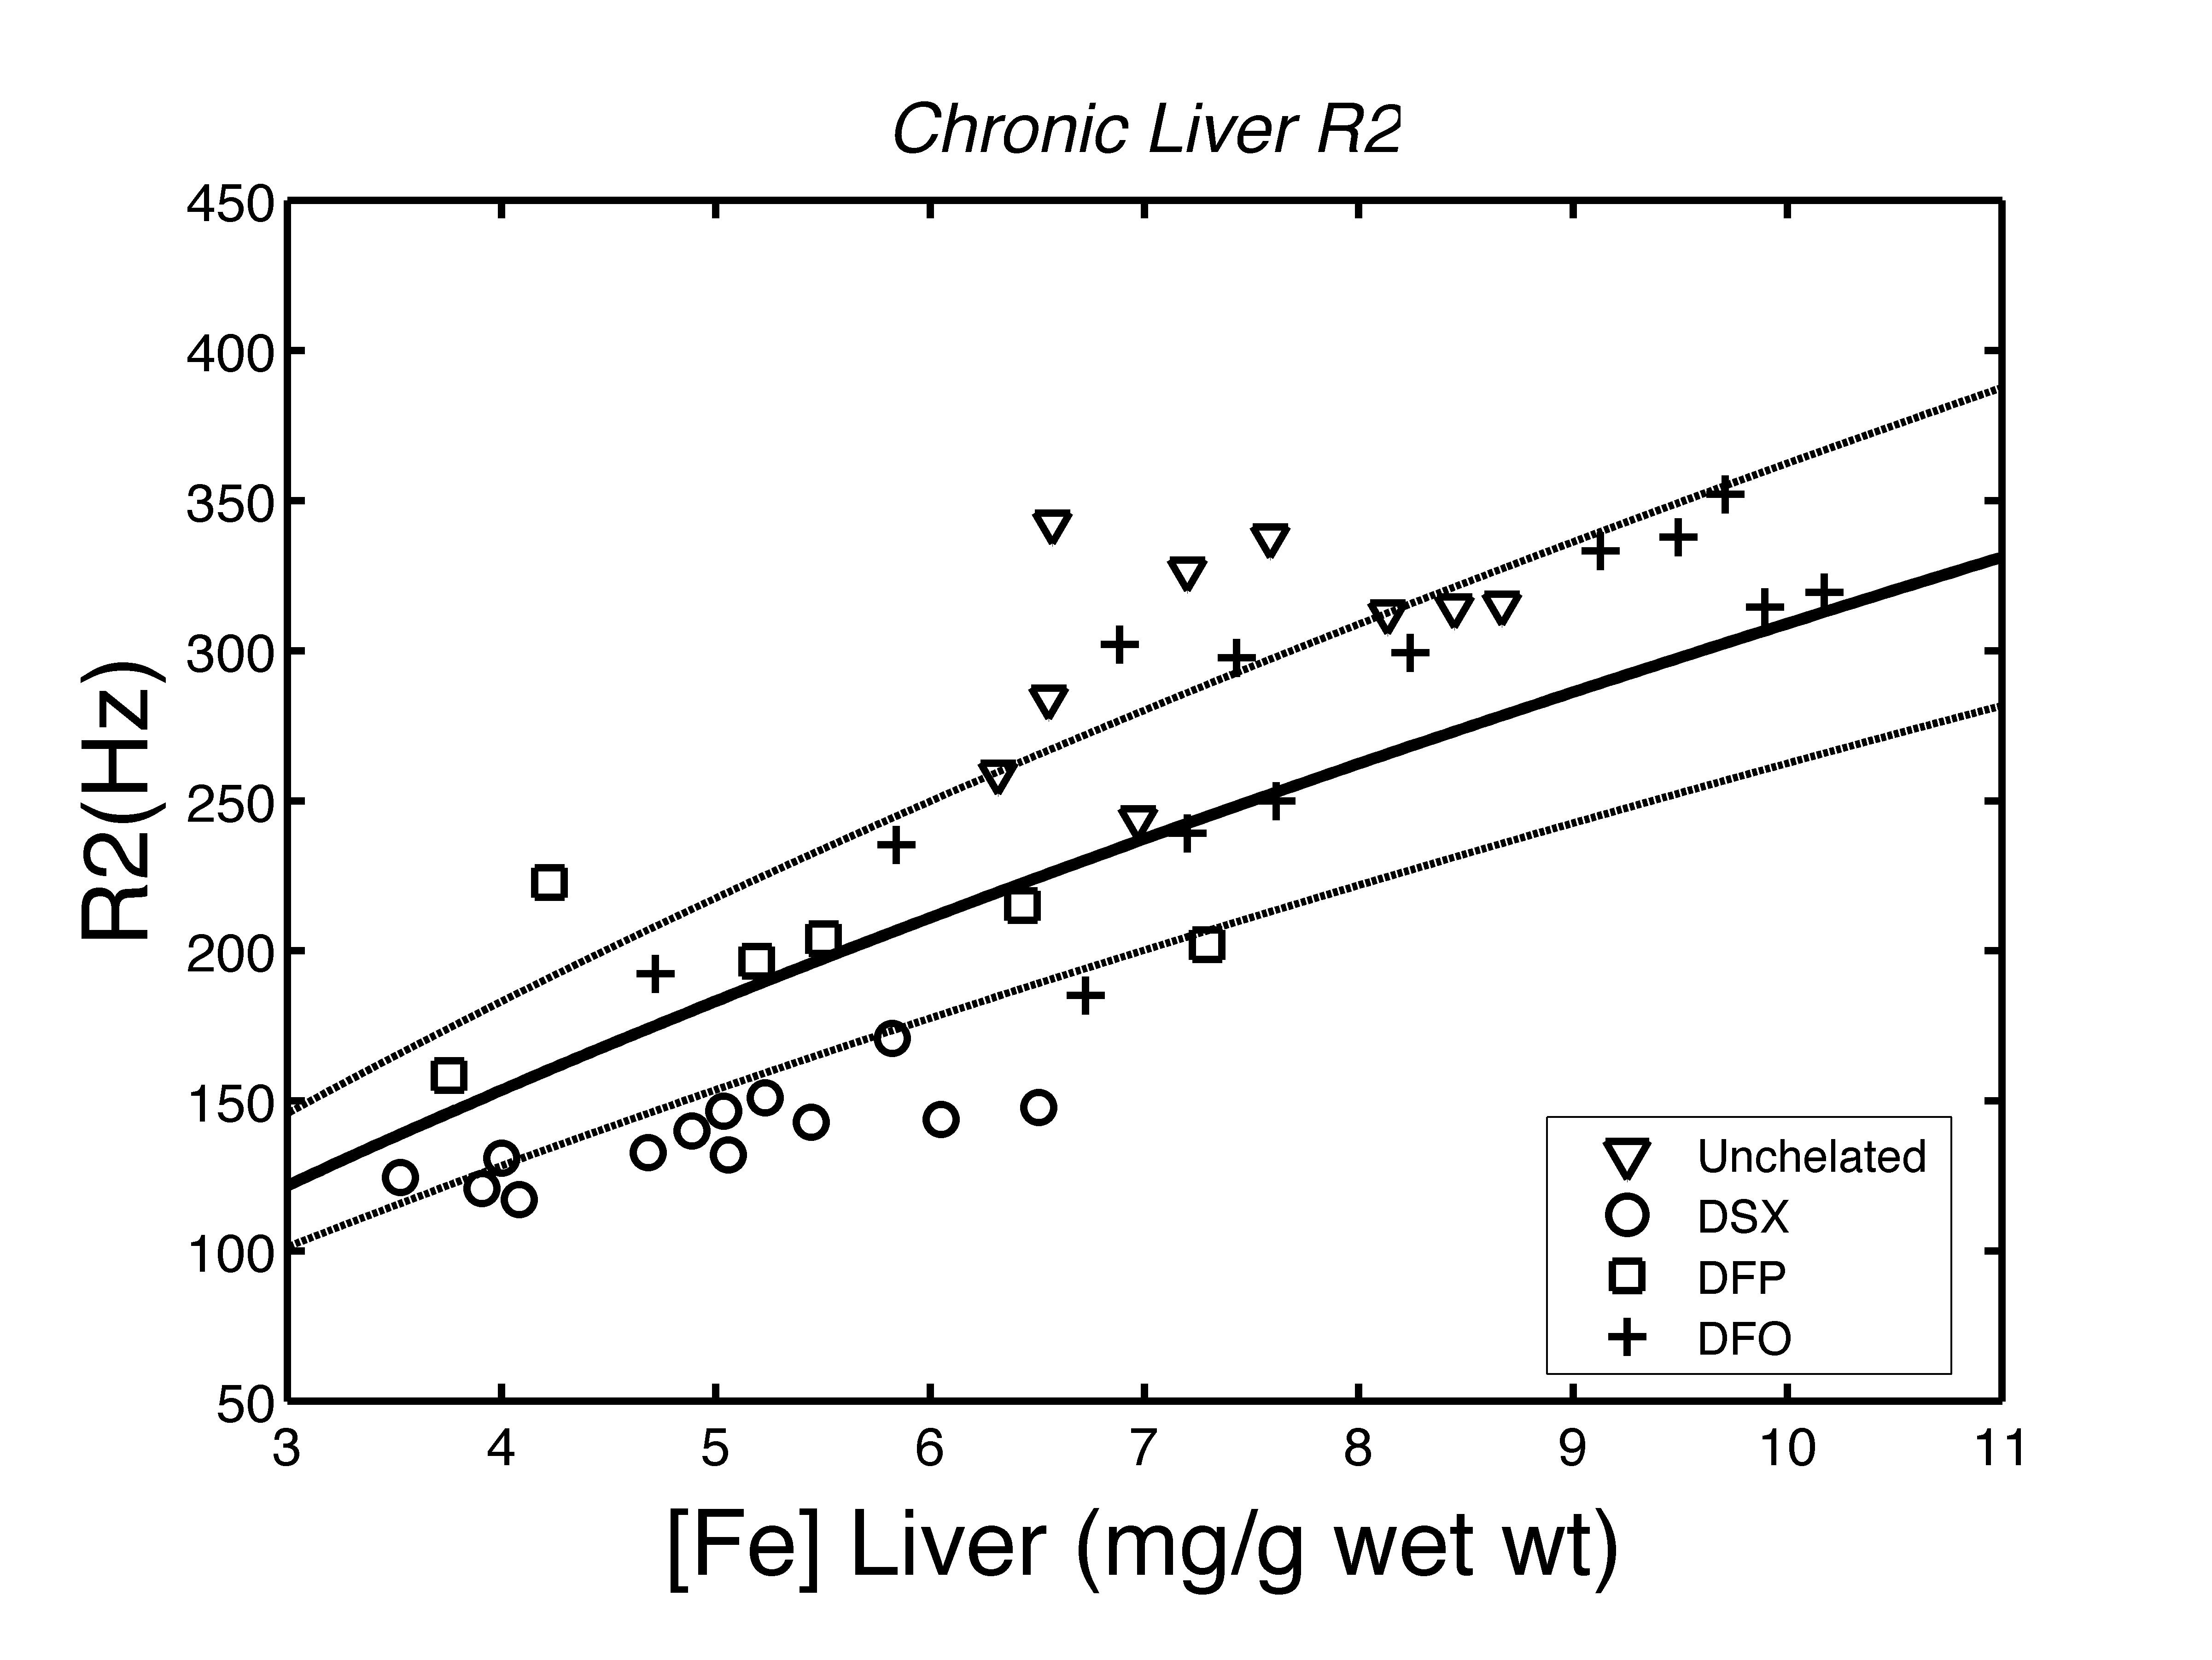 Chronic Liver R2
450
400
350
300
250
200
150
100
50
R2(Hz)
3 4 5 6 7 8 9 10 11
[Fe] Liver (mg/g wet wt)
Unchelated
DSX
DFP
DFO